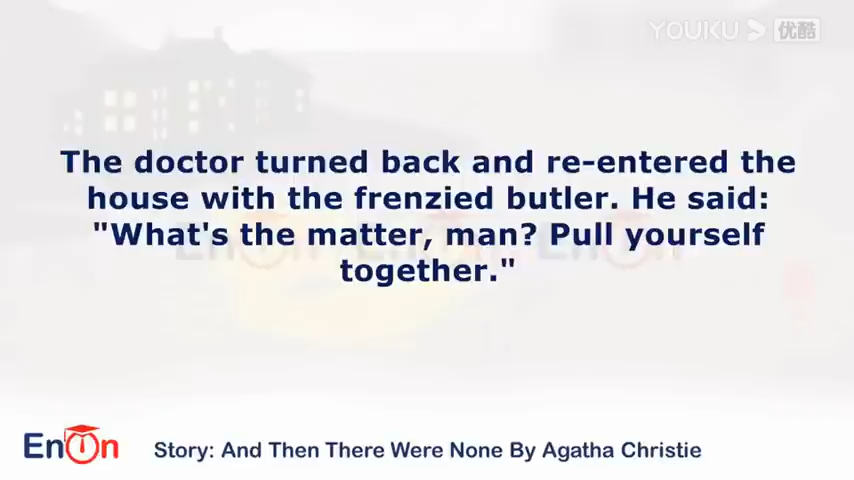 YOUKU 优酷
The doctor turned back and re-entered the
house with the frenzied butler. He said:
"What's the matter, man? Pull yourself
together."
EnOn
Story: And Then There Were None By Agatha Christie